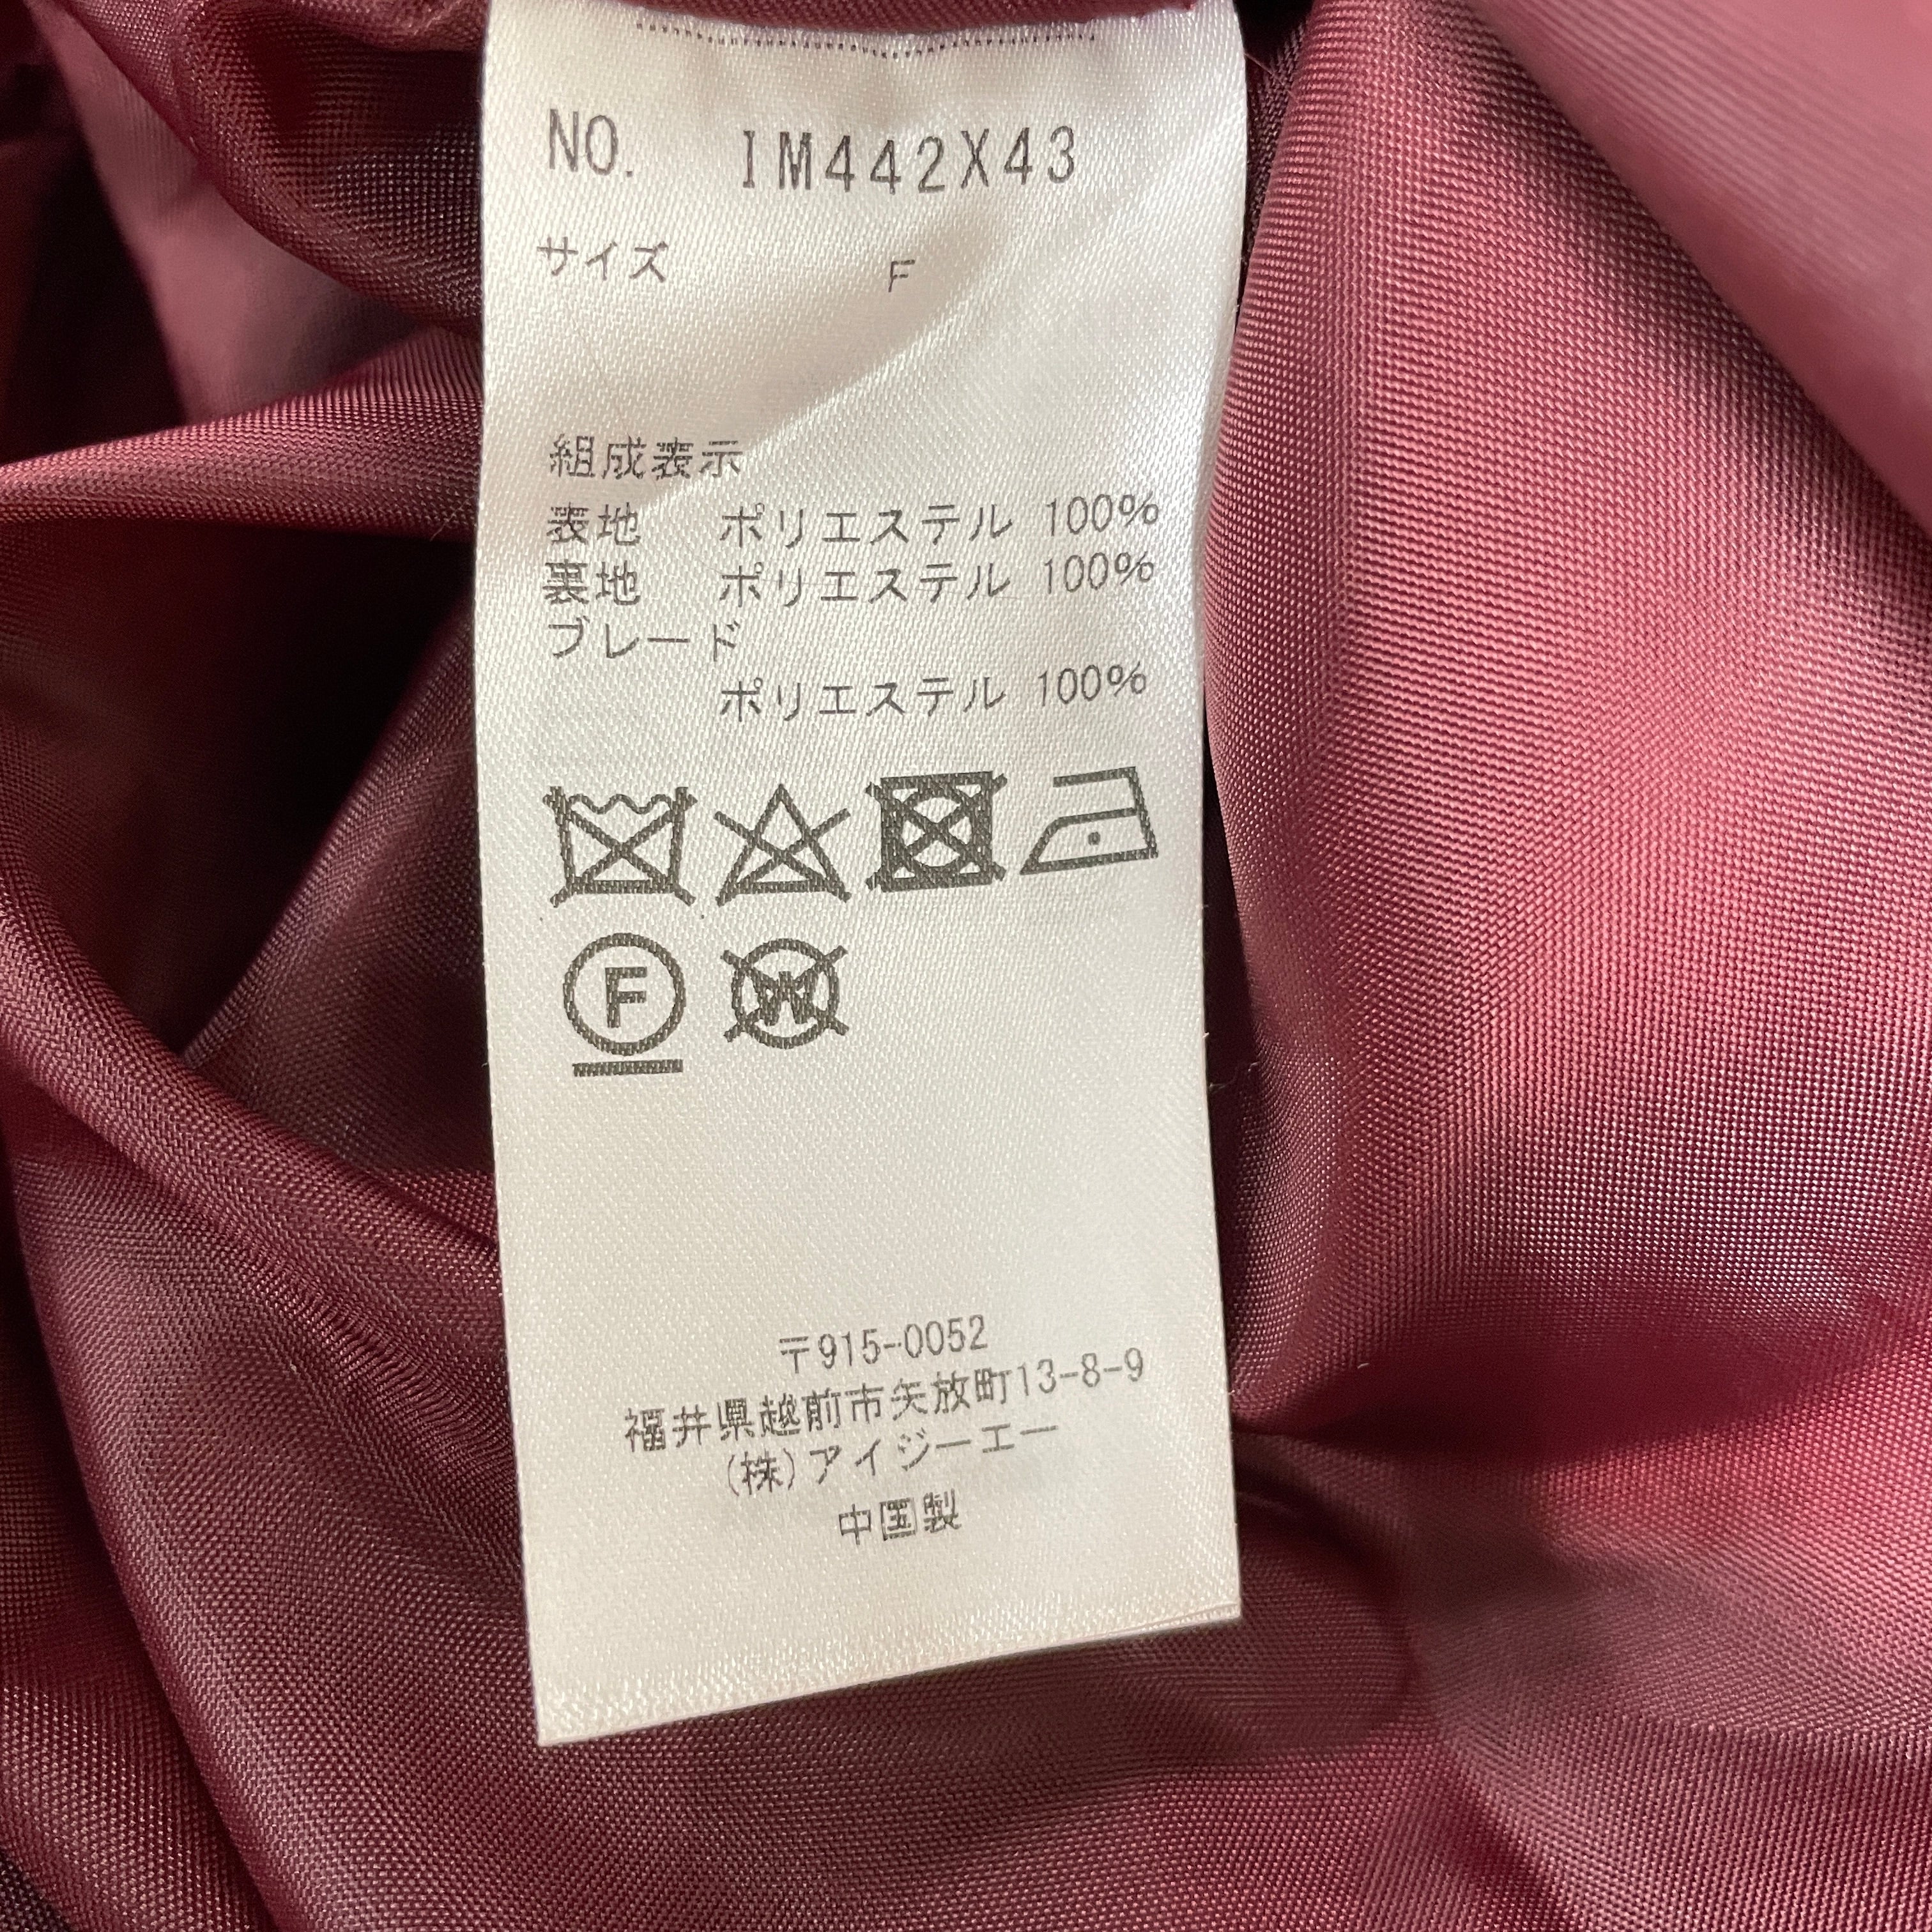 NO. IM442X43
サイズ F
組成表示
表地 ポリエステル 100%
裏地 ポリエステル 100%
ブレード
ポリエステル 100%
F W
〒915-0052
福井県越前市矢放町13-8-9
(株)アイジーエー
中国製